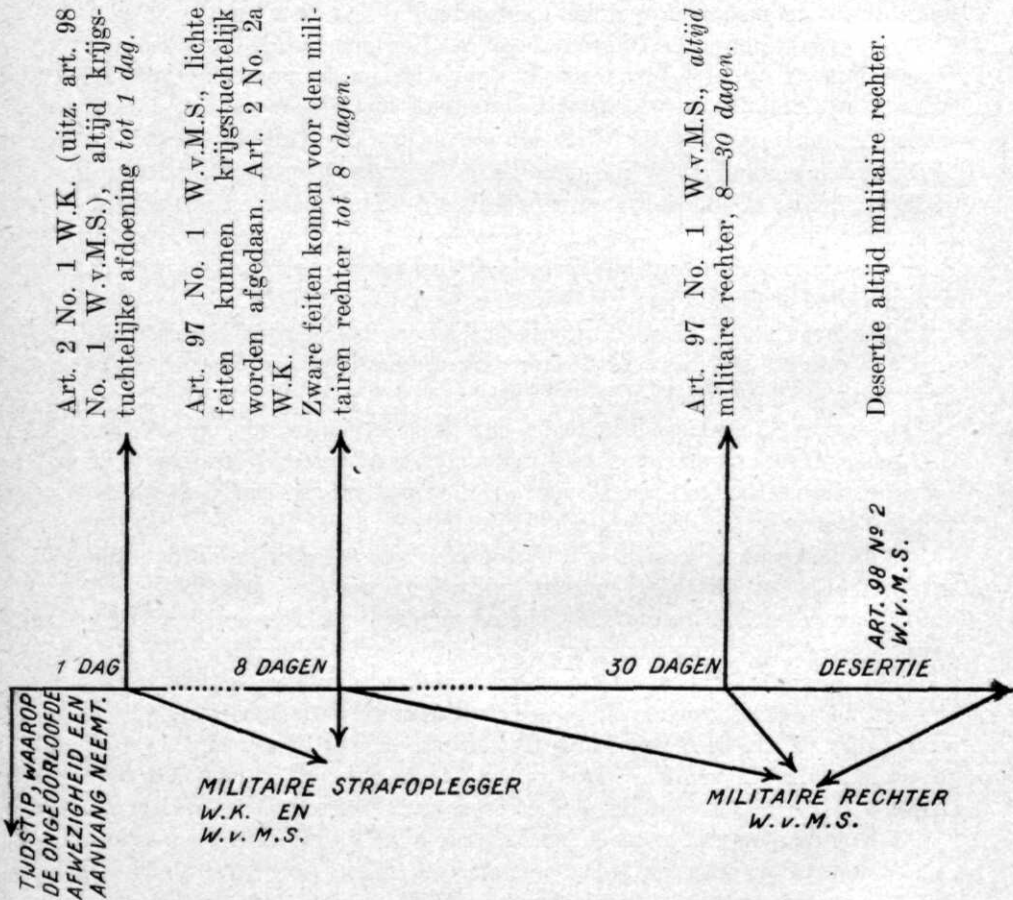 Art. 2 No. 1 W.K. (uitz. art. 98
No. 1 W.v.M.S.), altijd krijgs-
tuchtelijke afdoening tot 1 dag.
Art. 97 No. 1 W.v.M.S., lichte
feiten kunnen krijgstuchtelijk
worden afgedaan. Art. 2 No. 2a
W.K.
Zware feiten komen voor den mili-
tairen rechter tot 8 dagen.
Art. 97 No. 1 W.v.M.S., altijd
militaire rechter, 8–30 dagen.
Desertie altijd militaire rechter.
1 DAG
8 DAGEN
30 DAGEN
DESERTIE
ART. 98 Nº 2
W.v.M.S.
TIJDSTIP, WAAROP
DE ONGEOORLOOFDE
AFWEZIGHEID EEN
AANVANG NEEMT.
MILITAIRE STRAFOPLEGGER
W.K. EN
W.v.M.S.
MILITAIRE RECHTER
W.v.M.S.